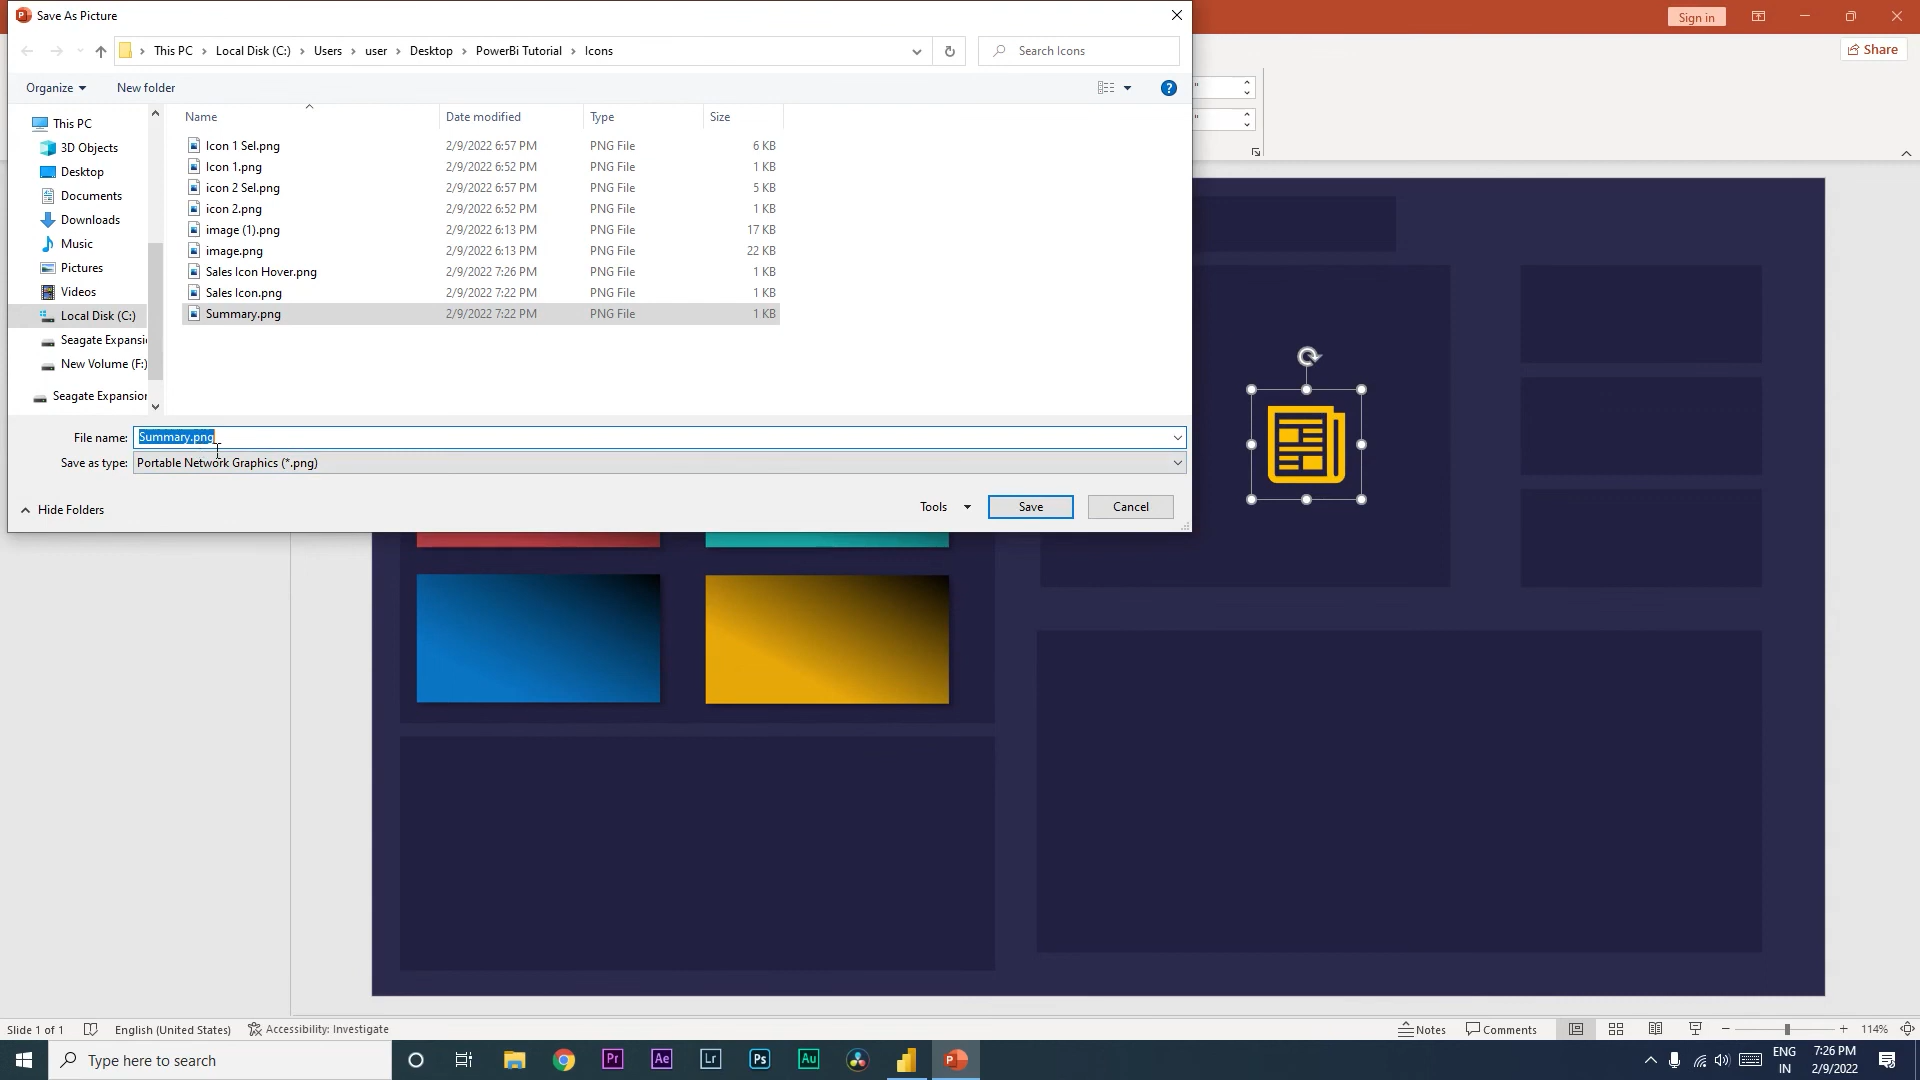 Save As Picture
Sign in
Share
This PC
Local Disk (C:)
Users
user
Desktop
PowerBi Tutorial
Icons
Search Icons
Organize
New folder
Name
Date modified
Type
Size
This PC
3D Objects
Desktop
Documents
Downloads
Music
Pictures
Videos
Local Disk (C:)
Seagate Expansi
New Volume (F:)
Seagate Expansion
Icon 1 Sel.png 2/9/2022 6:57 PM PNG File 6 KB
Icon 1.png 2/9/2022 6:52 PM PNG File 1 KB
icon 2 Sel.png 2/9/2022 6:57 PM PNG File 5 KB
icon 2.png 2/9/2022 6:52 PM PNG File 1 KB
image (1).png 2/9/2022 6:13 PM PNG File 17 KB
image.png 2/9/2022 6:13 PM PNG File 22 KB
Sales Icon Hover.png 2/9/2022 7:26 PM PNG File 1 KB
Sales Icon.png 2/9/2022 7:22 PM PNG File 1 KB
Summary.png 2/9/2022 7:22 PM PNG File 1 KB
File name: Summary.png
Save as type: Portable Network Graphics (*.png)
Hide Folders
Tools
Save
Cancel
Slide 1 of 1
English (United States)
Accessibility: Investigate
Notes
Comments
114%
Type here to search
Pr
Ae
Lr
Ps
Au
ENG
IN
7:26 PM
2/9/2022